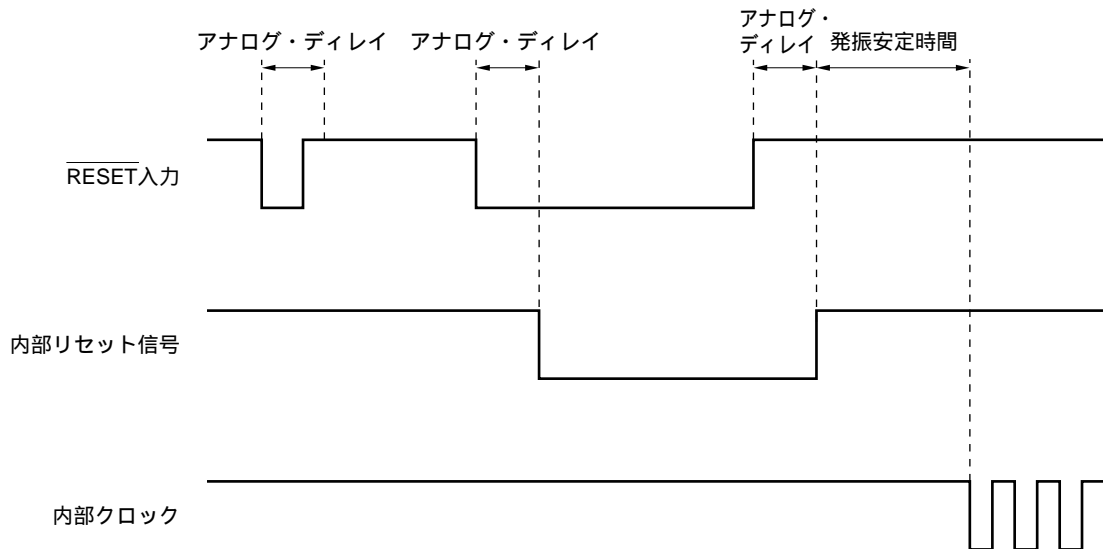 アナログ・ディレイ
アナログ・ディレイ
アナログ・
ディレイ
発振安定時間
RESET入力
内部リセット信号
内部クロック